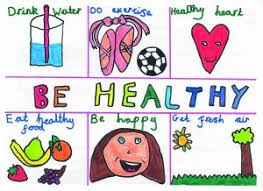 Drink Water
DO exercise
Healthy heart
BE HEALTHY
Eat healthy
food
Be happy
Get fresh air